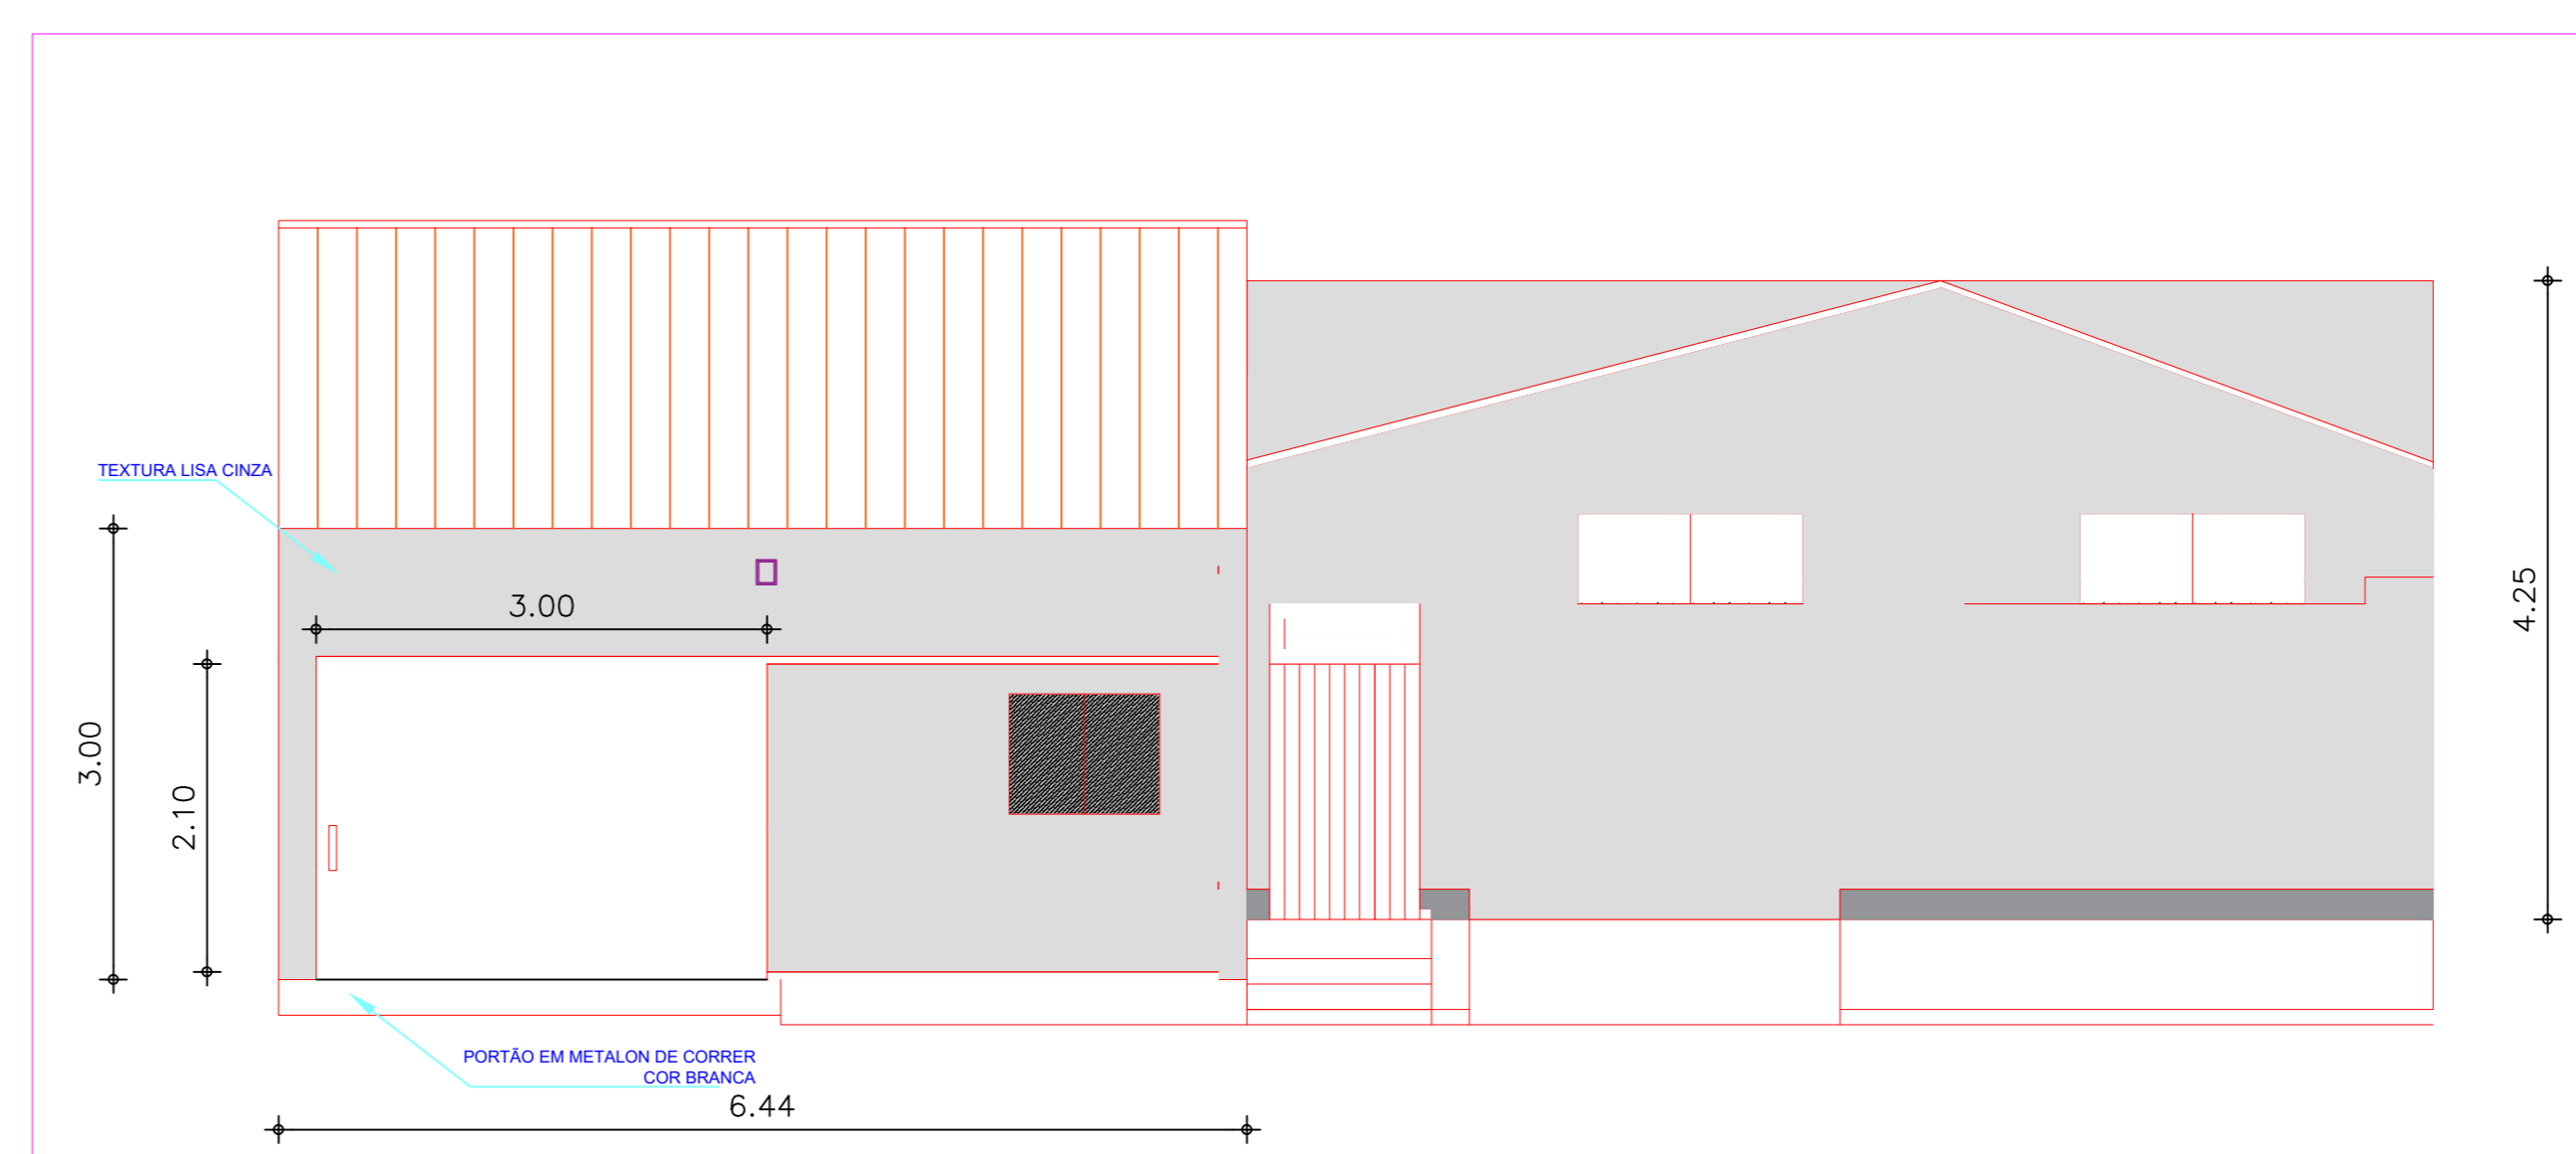 TEXTURA LISA CINZA
3.00
3.00
2.10
4.25
PORTÃO EM METALON DE CORRER
COR BRANCA
6.44